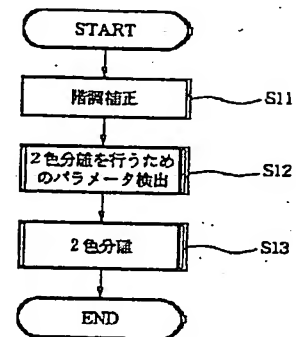 START
階調補正
S11
2色分離を行うため
のパラメータ検出
S12
2色分離
S13
END